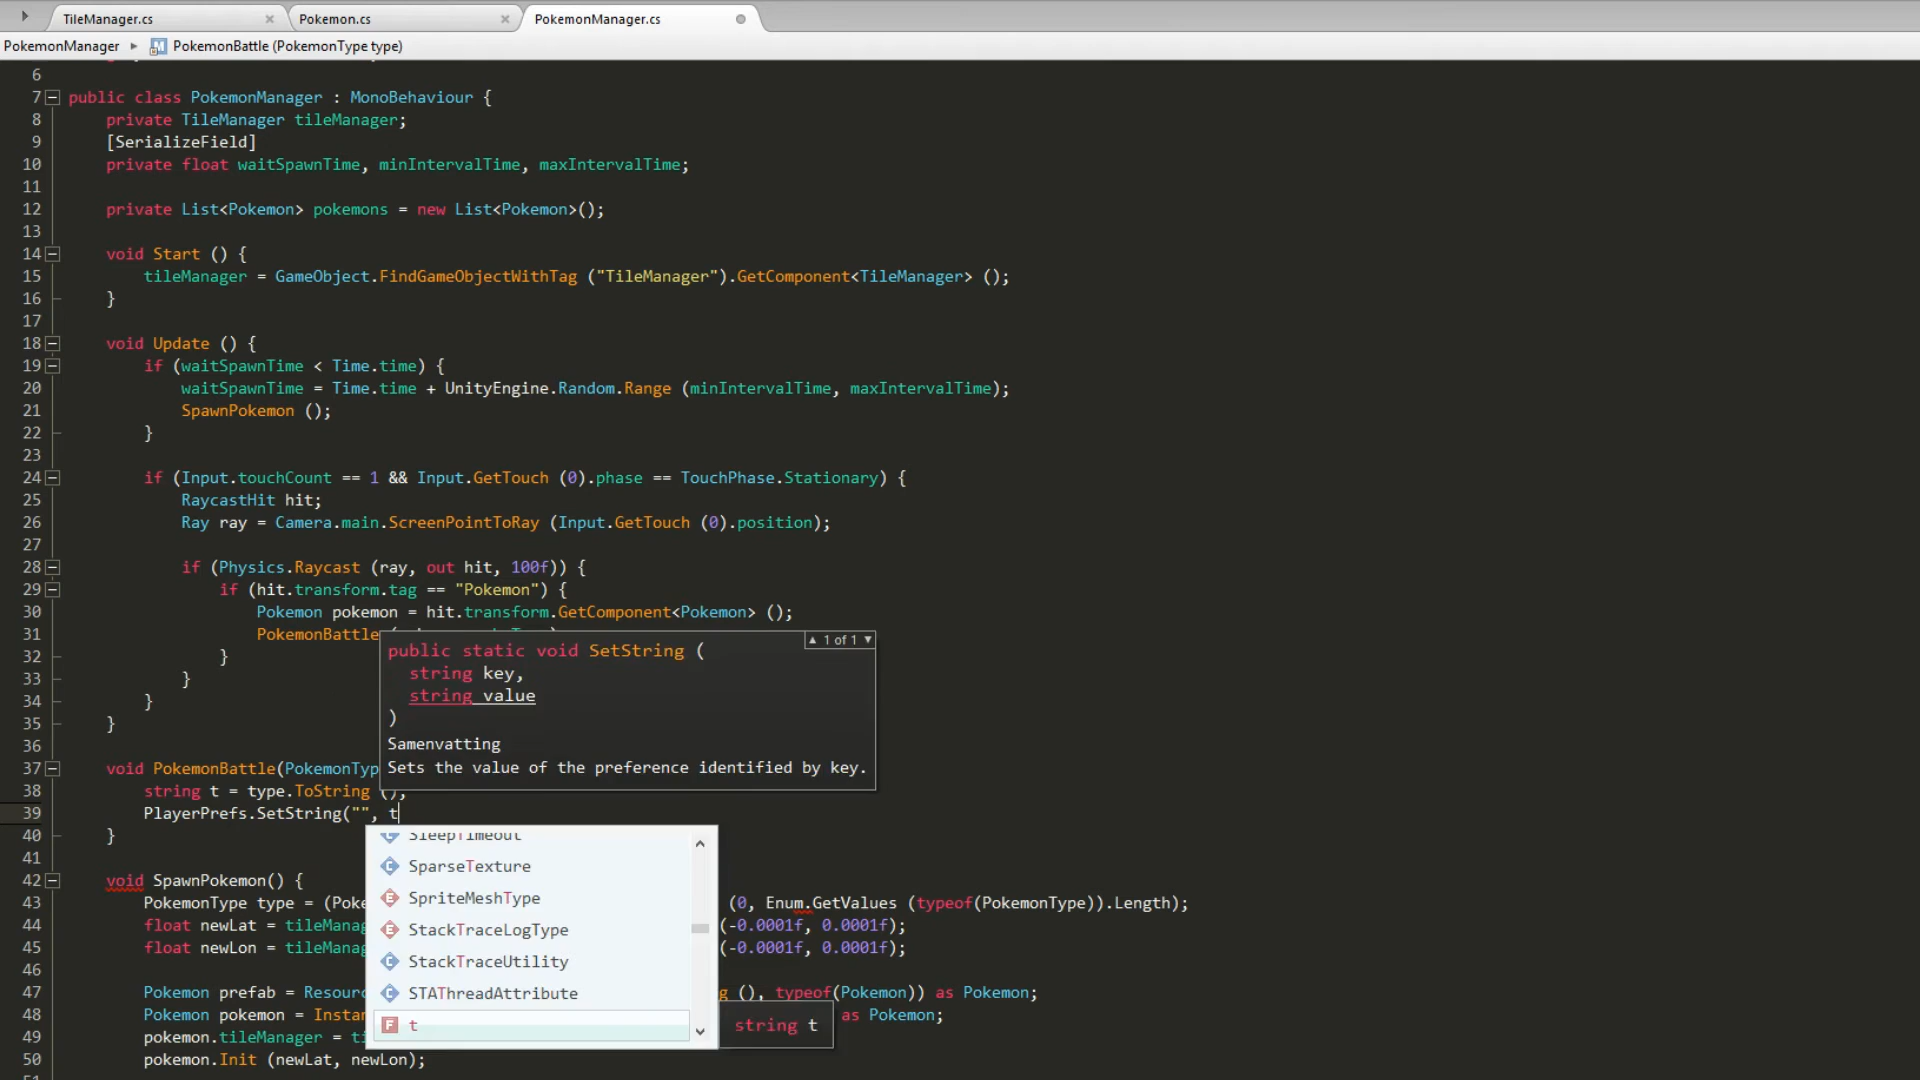 TileManager.cs × Pokemon.cs × PokemonManager.cs
PokemonManager ▸ PokemonBattle (PokemonType type)
6
7 public class PokemonManager : MonoBehaviour {
8 private TileManager tileManager;
9 [SerializeField]
10 private float waitSpawnTime, minIntervalTime, maxIntervalTime;
11
12 private List<Pokemon> pokemons = new List<Pokemon>();
13
14 void Start () {
15 tileManager = GameObject.FindGameObjectWithTag ("TileManager").GetComponent<TileManager> ();
16 }
17
18 void Update () {
19 if (waitSpawnTime < Time.time) {
20 waitSpawnTime = Time.time + UnityEngine.Random.Range (minIntervalTime, maxIntervalTime);
21 SpawnPokemon ();
22 }
23
24 if (Input.touchCount == 1 && Input.GetTouch (0).phase == TouchPhase.Stationary) {
25 RaycastHit hit;
26 Ray ray = Camera.main.ScreenPointToRay (Input.GetTouch (0).position);
27
28 if (Physics.Raycast (ray, out hit, 100f)) {
29 if (hit.transform.tag == "Pokemon") {
30 Pokemon pokemon = hit.transform.GetComponent<Pokemon> ();
31 PokemonBattle
32 }
33 }
34 }
35 }
36
37 void PokemonBattle(PokemonTyp
38 string t = type.ToString ();
39 PlayerPrefs.SetString("", t
40 }
41
42 void SpawnPokemon() {
43 PokemonType type = (Poke (0, Enum.GetValues (typeof(PokemonType)).Length);
44 float newLat = tileManag (-0.0001f, 0.0001f);
45 float newLon = tileManag (-0.0001f, 0.0001f);
46
47 Pokemon prefab = Resourc g (), typeof(Pokemon)) as Pokemon;
48 Pokemon pokemon = Instan as Pokemon;
49 pokemon.tileManager = ti
50 pokemon.Init (newLat, newLon);
▲ 1 of 1 ▼
public static void SetString (
string key,
string value
)
Samenvatting
Sets the value of the preference identified by key.
SleepTimeout
SparseTexture
SpriteMeshType
StackTraceLogType
StackTraceUtility
STAThreadAttribute
t
string t